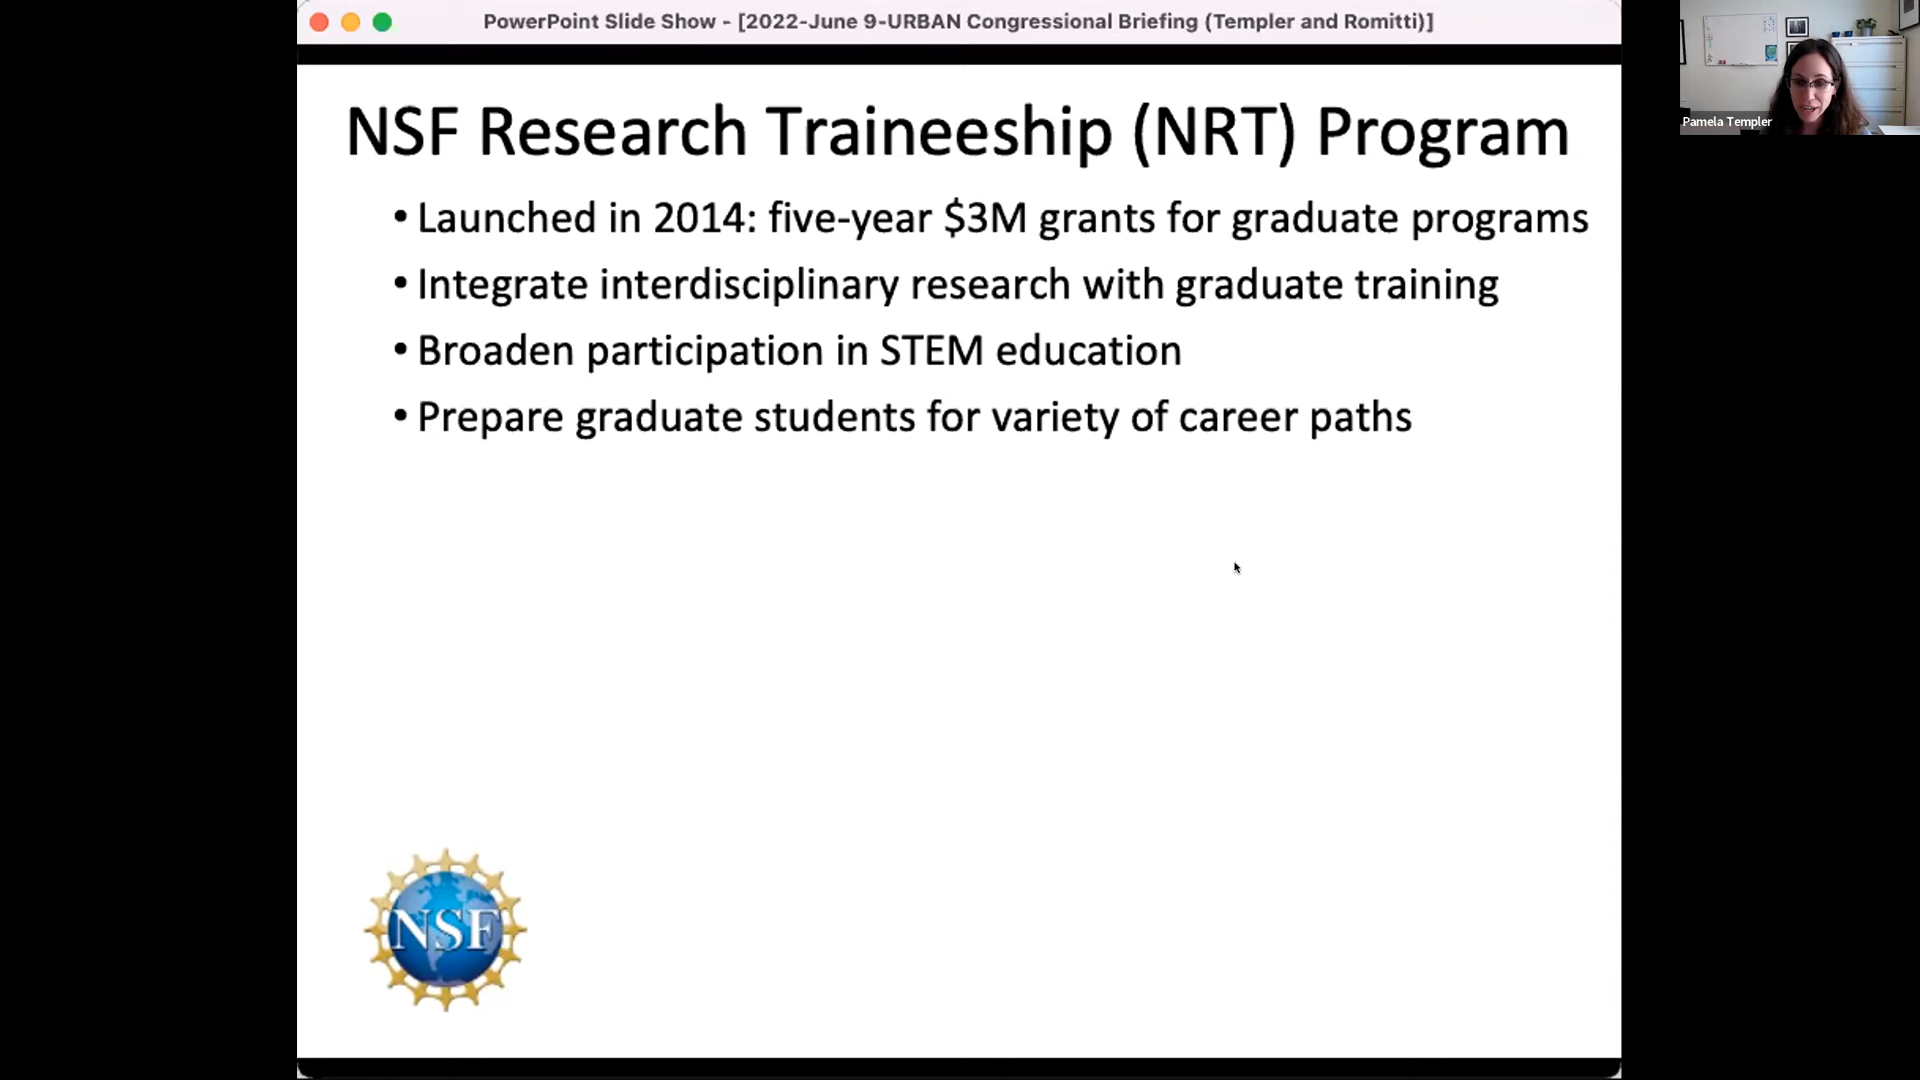 PowerPoint Slide Show - [2022-June 9-URBAN Congressional Briefing (Templer and Romitti)]
Pamela Templer
NSF Research Traineeship (NRT) Program
• Launched in 2014: five-year $3M grants for graduate programs
• Integrate interdisciplinary research with graduate training
• Broaden participation in STEM education
• Prepare graduate students for variety of career paths
NSF